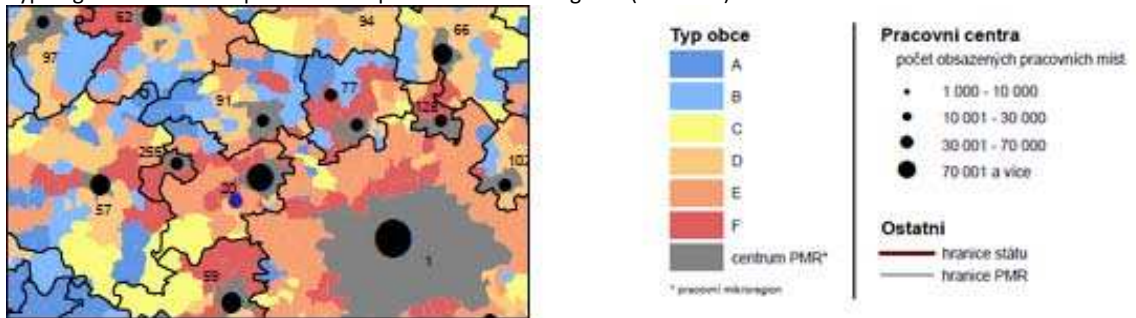 62
94
66
97
91
77
128
255
20
102
57
59
1
Typ obce
A
B
C
D
E
F
centrum PMR*
* pracovní mikroregion
Pracovní centra
počet obsazených pracovních míst
1 000 - 10 000
10 001 - 30 000
30 001 - 70 000
70 001 a více
Ostatní
hranice státu
hranice PMR